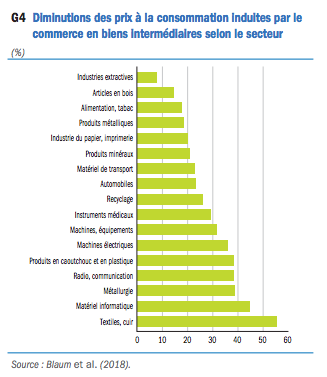 G4 Diminutions des prix à la consommation induites par le
commerce en biens intermédiaires selon le secteur
(%)
Industries extractives
Articles en bois
Alimentation, tabac
Produits métalliques
Industrie du papier, imprimerie
Produits minéraux
Matériel de transport
Automobiles
Recyclage
Instruments médicaux
Machines, équipements
Machines électriques
Produits en caoutchouc et en plastique
Radio, communication
Métallurgie
Matériel informatique
Textiles, cuir
0 10 20 30 40 50 60
Source : Blaum et al. (2018).